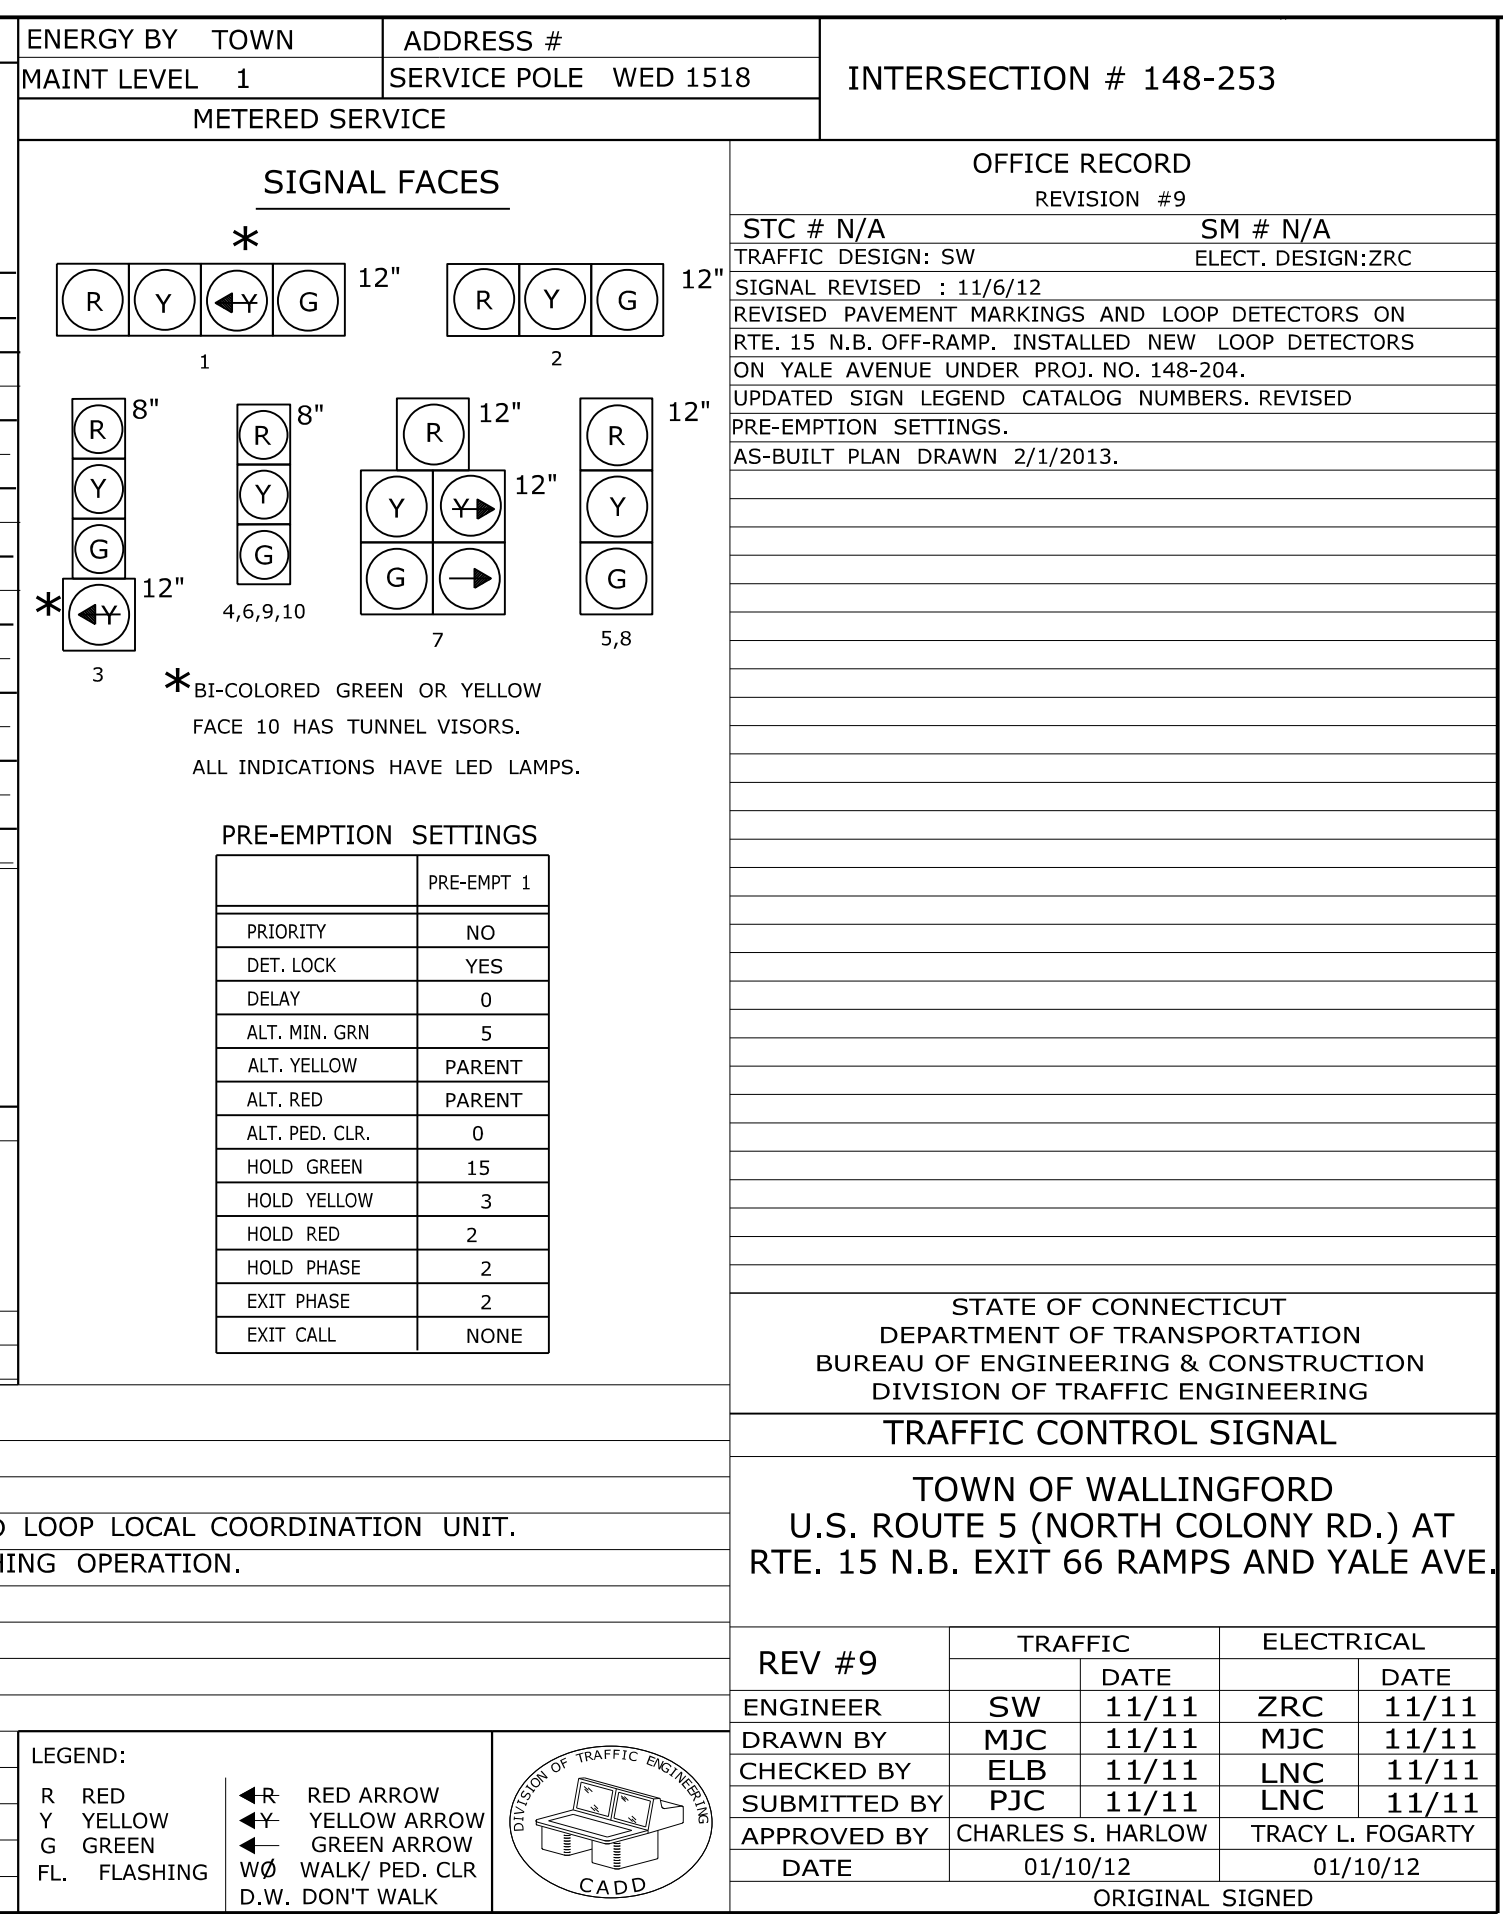 ENERGY BY TOWN
ADDRESS #
MAINT LEVEL 1
SERVICE POLE WED 1518
METERED SERVICE
INTERSECTION # 148-253
SIGNAL FACES
*
R Y Y G 12"
1
R Y G 12"
2
R 8"
Y
G
* Y 12"
3
R 8"
Y
G
4,6,9,10
R 12"
Y Y 12"
G
7
R 12"
Y
G
5,8
*BI-COLORED GREEN OR YELLOW
FACE 10 HAS TUNNEL VISORS.
ALL INDICATIONS HAVE LED LAMPS.
PRE-EMPTION SETTINGS
PRE-EMPT 1
PRIORITY NO
DET. LOCK YES
DELAY 0
ALT. MIN. GRN 5
ALT. YELLOW PARENT
ALT. RED PARENT
ALT. PED. CLR. 0
HOLD GREEN 15
HOLD YELLOW 3
HOLD RED 2
HOLD PHASE 2
EXIT PHASE 2
EXIT CALL NONE
LOOP LOCAL COORDINATION UNIT.
HING OPERATION.
LEGEND:
R RED
Y YELLOW
G GREEN
FL. FLASHING
R RED ARROW
Y YELLOW ARROW
GREEN ARROW
WØ WALK/ PED. CLR
D.W. DON'T WALK
DIVISION OF TRAFFIC ENGINEERING
CADD
OFFICE RECORD
REVISION #9
STC # N/A SM # N/A
TRAFFIC DESIGN: SW ELECT. DESIGN:ZRC
SIGNAL REVISED : 11/6/12
REVISED PAVEMENT MARKINGS AND LOOP DETECTORS ON
RTE. 15 N.B. OFF-RAMP. INSTALLED NEW LOOP DETECTORS
ON YALE AVENUE UNDER PROJ. NO. 148-204.
UPDATED SIGN LEGEND CATALOG NUMBERS. REVISED
PRE-EMPTION SETTINGS.
AS-BUILT PLAN DRAWN 2/1/2013.
STATE OF CONNECTICUT
DEPARTMENT OF TRANSPORTATION
BUREAU OF ENGINEERING & CONSTRUCTION
DIVISION OF TRAFFIC ENGINEERING
TRAFFIC CONTROL SIGNAL
TOWN OF WALLINGFORD
U.S. ROUTE 5 (NORTH COLONY RD.) AT
RTE. 15 N.B. EXIT 66 RAMPS AND YALE AVE.
REV #9 TRAFFIC ELECTRICAL
DATE DATE
ENGINEER SW 11/11 ZRC 11/11
DRAWN BY MJC 11/11 MJC 11/11
CHECKED BY ELB 11/11 LNC 11/11
SUBMITTED BY PJC 11/11 LNC 11/11
APPROVED BY CHARLES S. HARLOW TRACY L. FOGARTY
DATE 01/10/12 01/10/12
ORIGINAL SIGNED